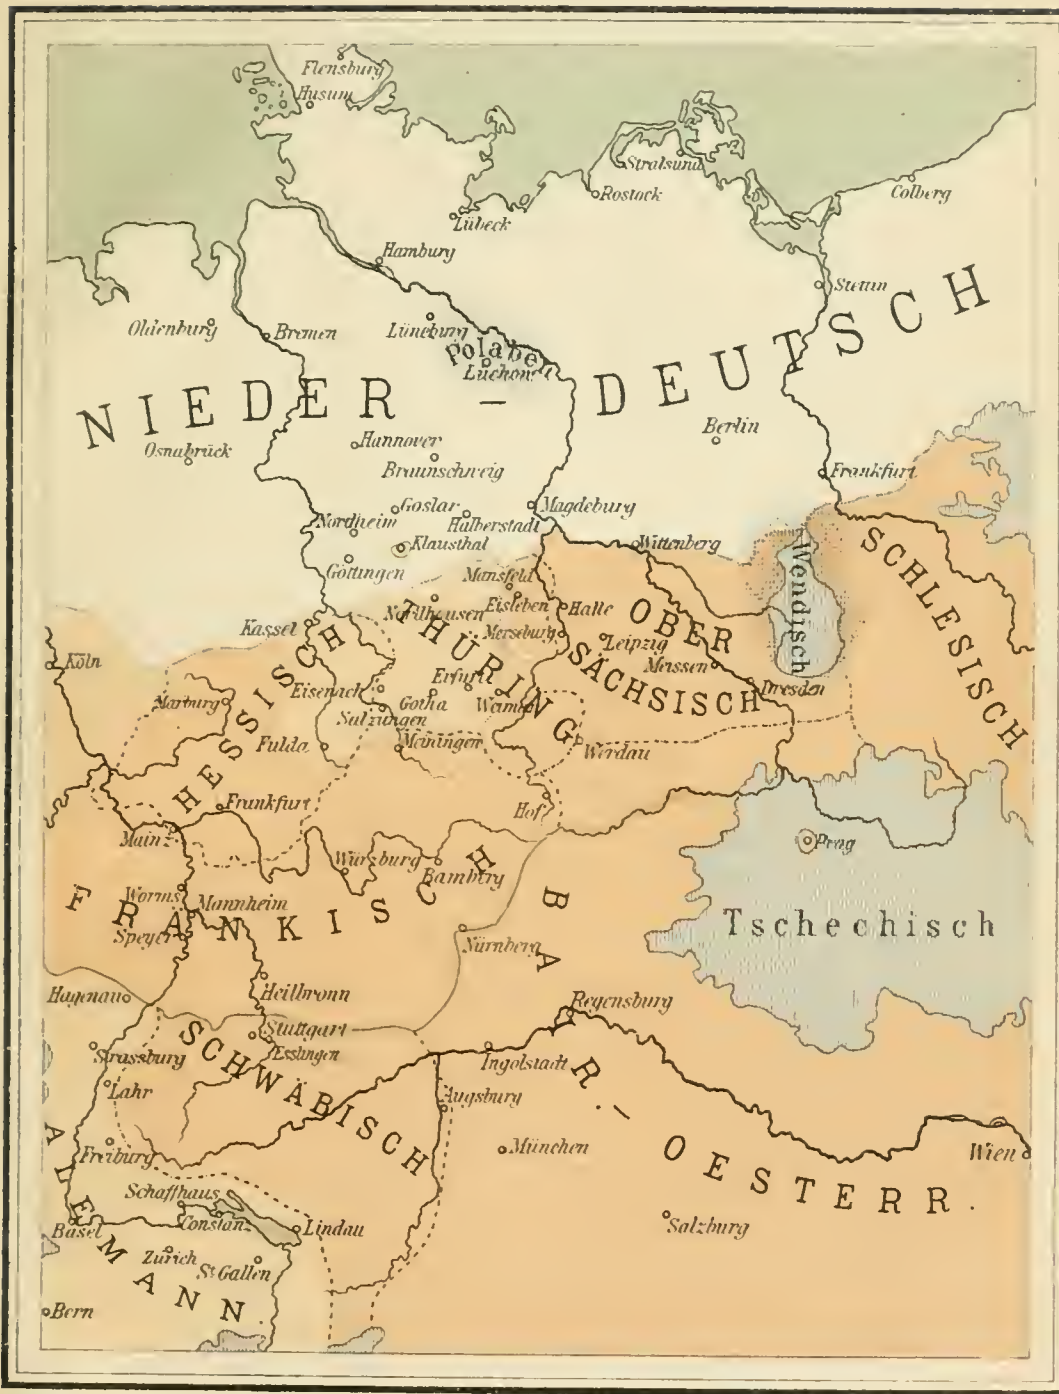 Flensburg
Husum
Stralsund
Rostock
Colberg
Lübeck
Hamburg
Stettin
Oldenburg
Bremen
Lüneburg
Polaben
NIEDER - DEUTSCH
Osnabrück
Hannover
Braunschweig
Berlin
Frankfurt
Goslar
Magdeburg
Nordheim
Halberstadt
Klausthal
Wittenberg
Göttingen
Mansfeld
Nordhausen
Eisleben
Halle
Kassel
Merseburg
Leipzig
Meissen
Dresden
Wendisch
SCHLESISCH
OBER
SÄCHSISCH
THÜRING
HESSISCH
Köln
Marburg
Eisenach
Erfurt
Gotha
Weimar
Salzungen
Fulda
Meiningen
Werdau
Frankfurt
Hof
Mainz
Prag
Würzburg
Bamberg
FRÄNKISCH
Worms
Mannheim
Speyer
Nürnberg
Tschechisch
BAIR. - OESTERR.
Hagenau
Heilbronn
Regensburg
Stuttgart
Esslingen
Strassburg
Ingolstadt
SCHWÄBISCH
Lahr
Augsburg
Freiburg
München
Wien
Schaffhaus.
Constanz
Lindau
Salzburg
Basel
Zürich
St Gallen
ALEMANN.
Bern